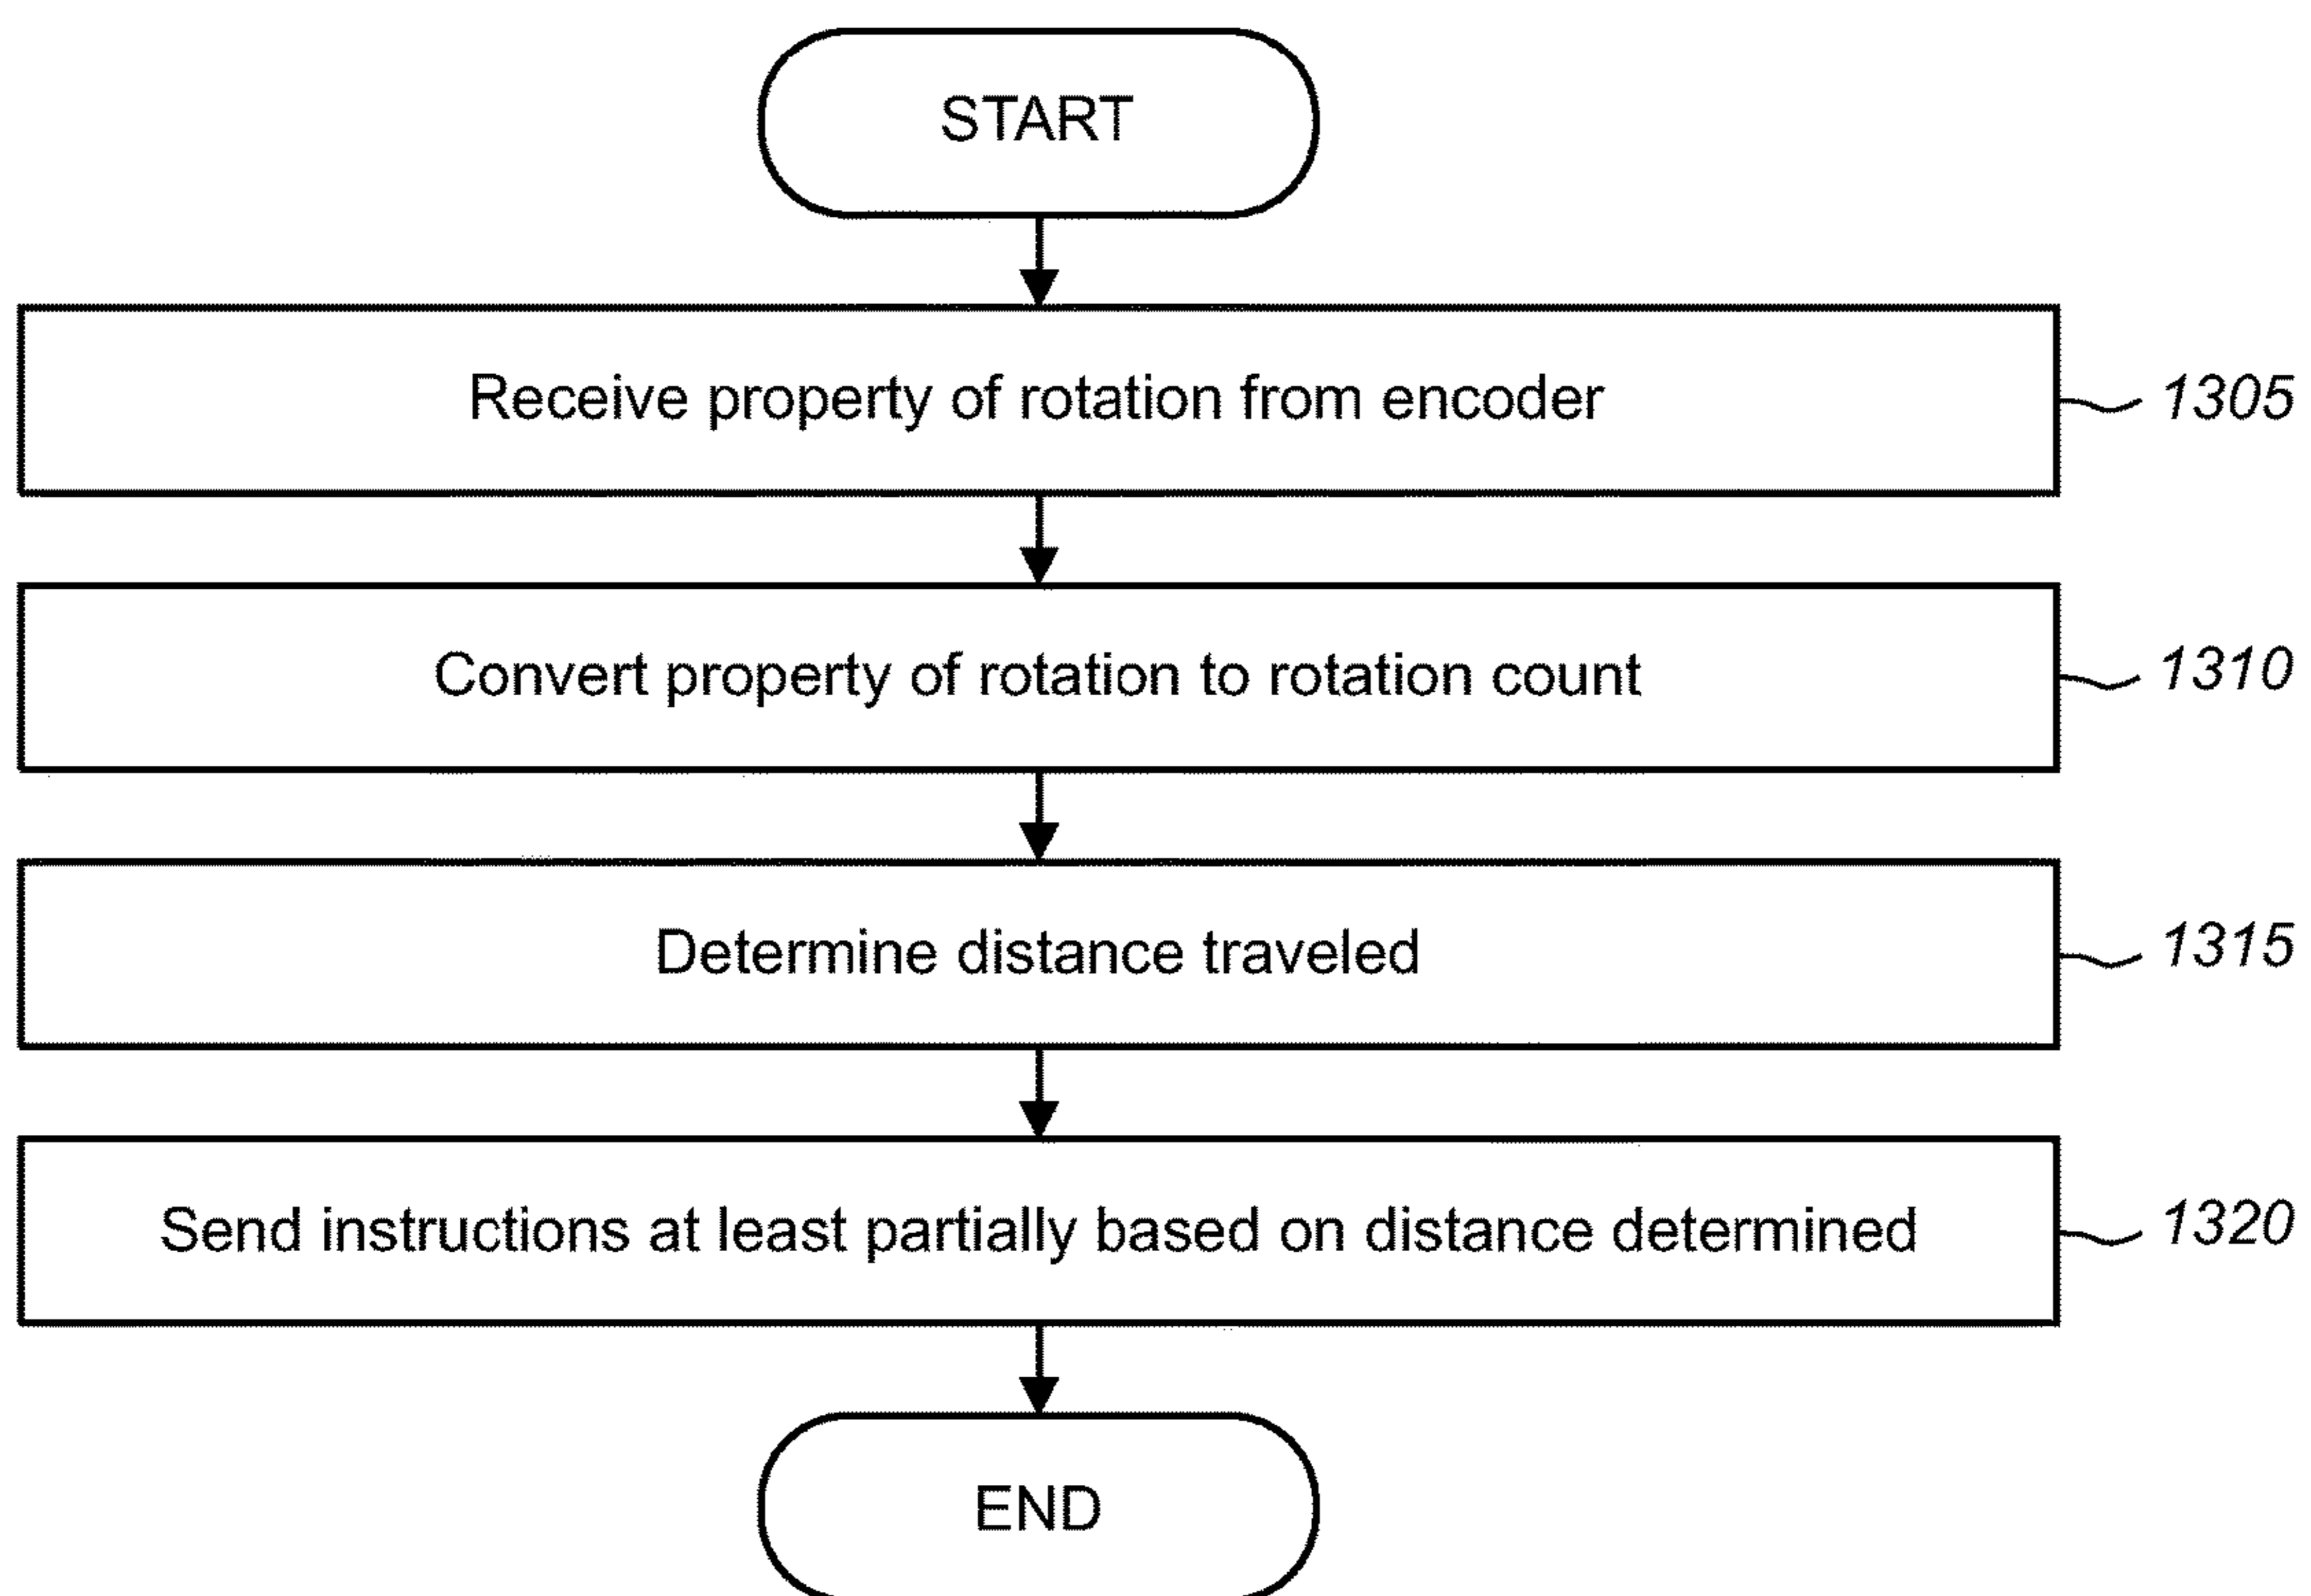 START
Receive property of rotation from encoder
1305
Convert property of rotation to rotation count
1310
Determine distance traveled
1315
Send instructions at least partially based on distance determined
1320
END